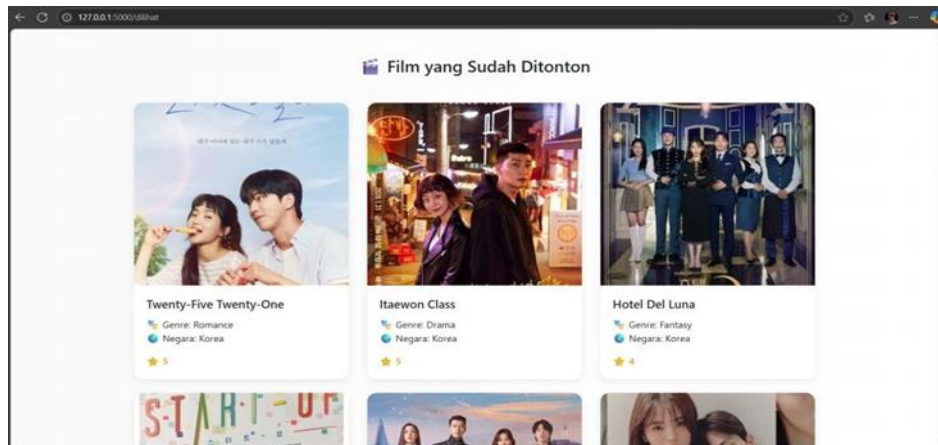 127.0.0.1:5000/dilihat
Film yang Sudah Ditonton
Twenty-Five Twenty-One
Genre: Romance
Negara: Korea
5
Itaewon Class
Genre: Drama
Negara: Korea
5
Hotel Del Luna
Genre: Fantasy
Negara: Korea
4
START-UP